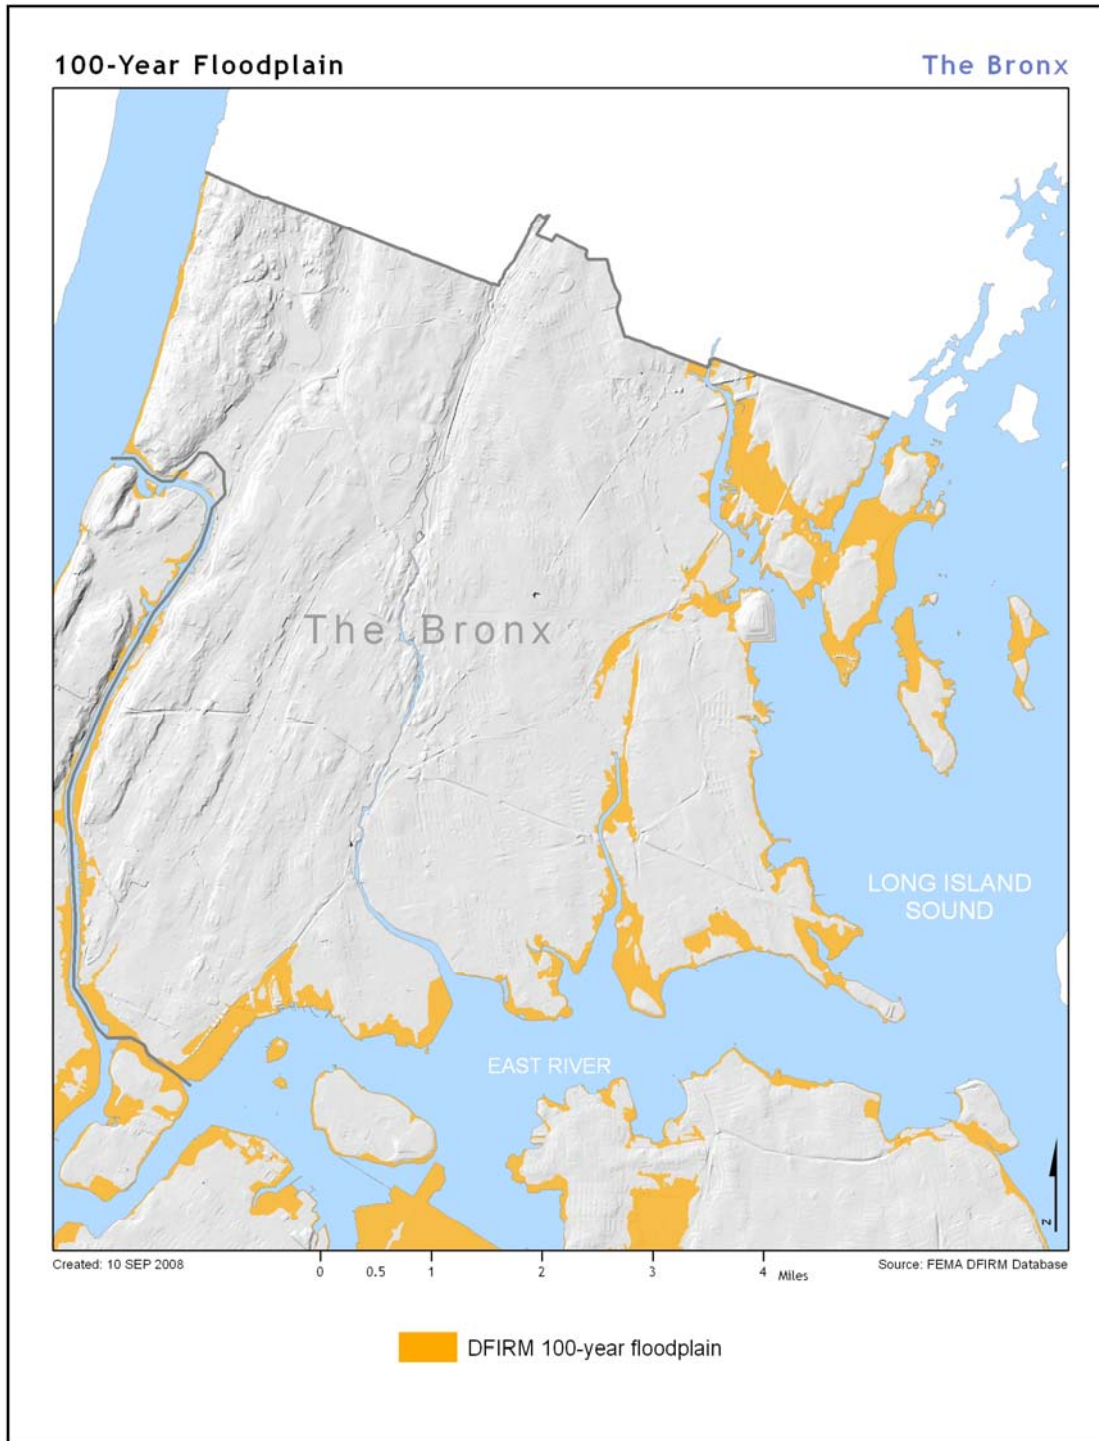 100-Year Floodplain
The Bronx
The Bronx
LONG ISLAND
SOUND
EAST RIVER
N
Created: 10 SEP 2008
Source: FEMA DFIRM Database
0 0.5 1 2 3 4 Miles
DFIRM 100-year floodplain